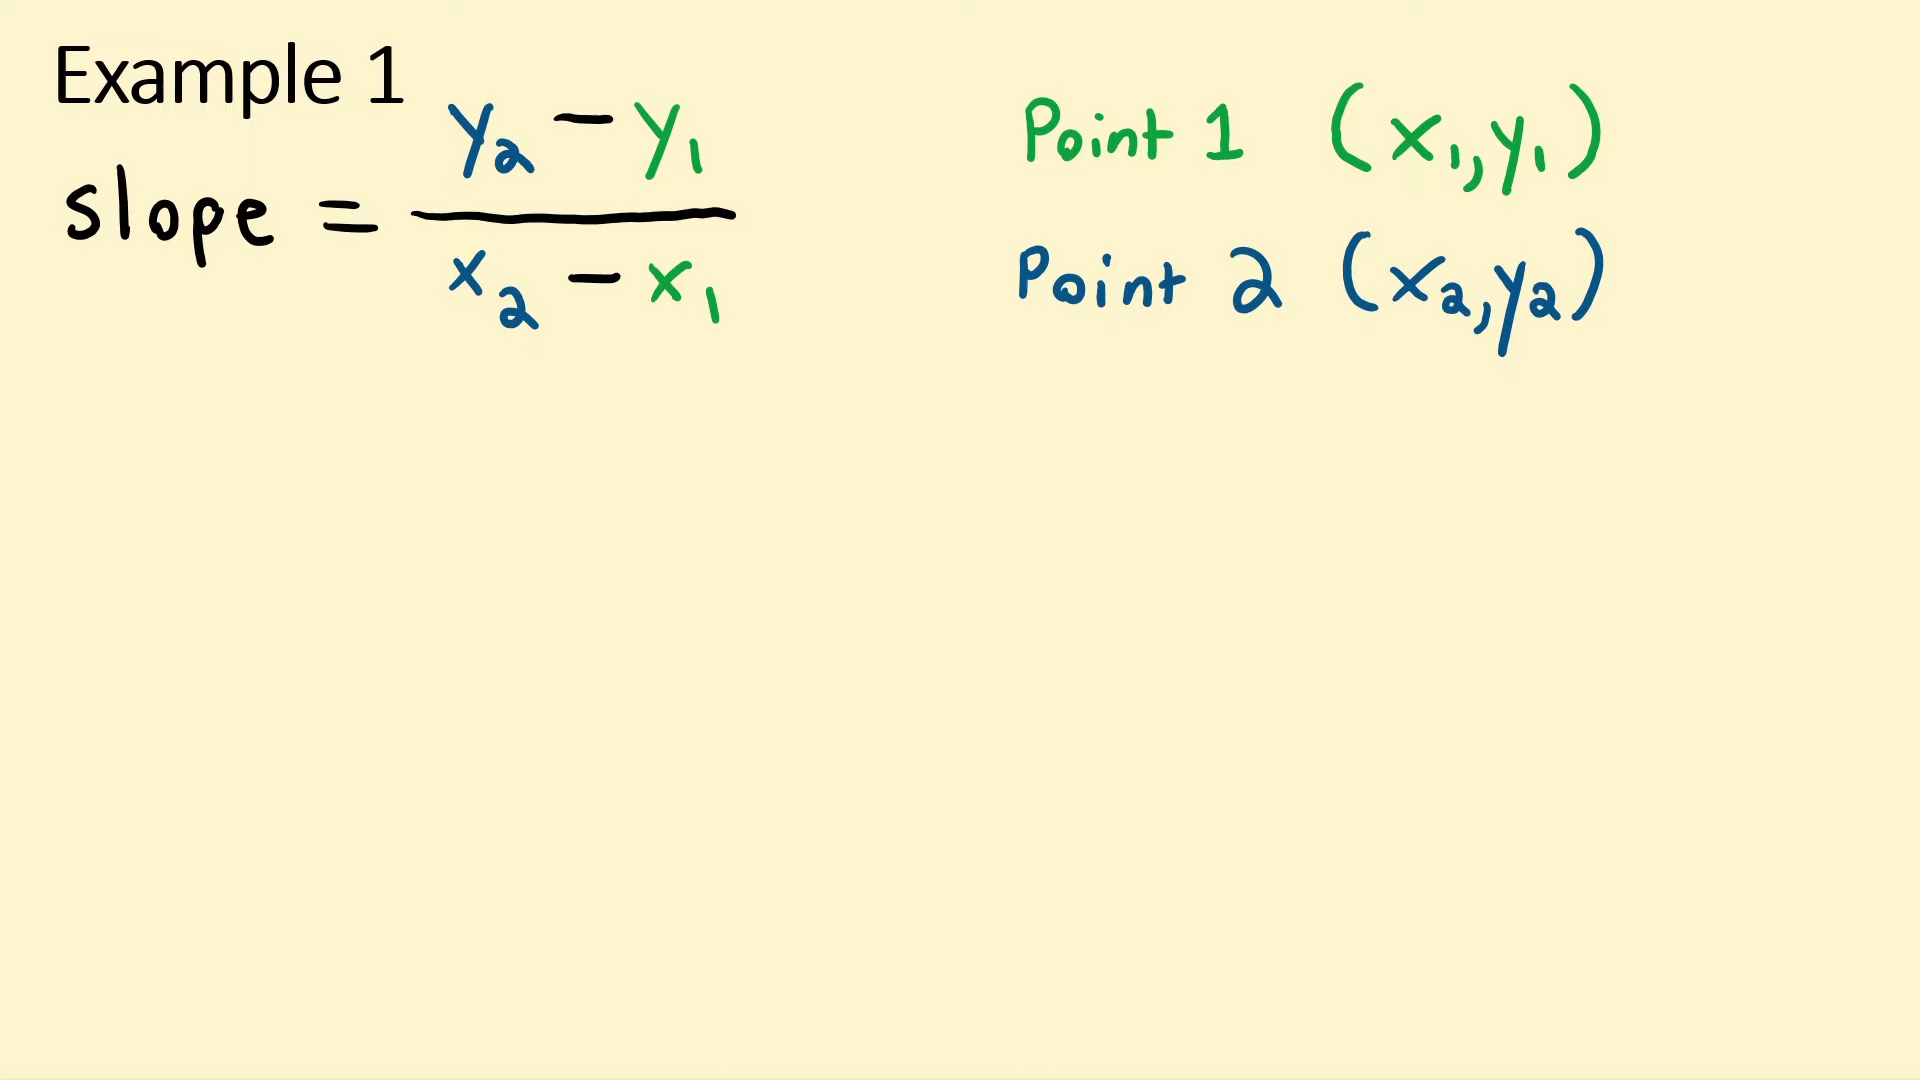 Example 1
slope = y₂ - y₁ / x₂ - x₁
Point 1 (x₁, y₁)
Point 2 (x₂, y₂)